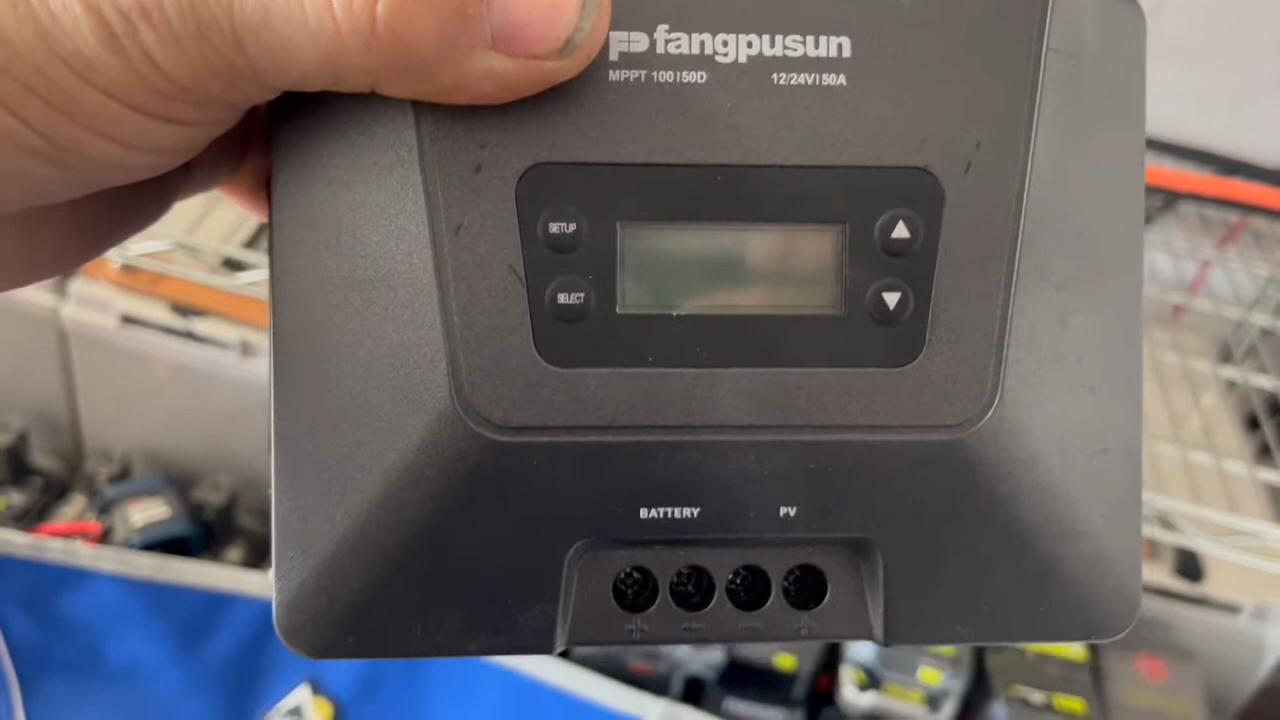 fangpusun
MPPT 100|50D 12/24V|50A
SETUP
SELECT
BATTERY PV
+ − − +